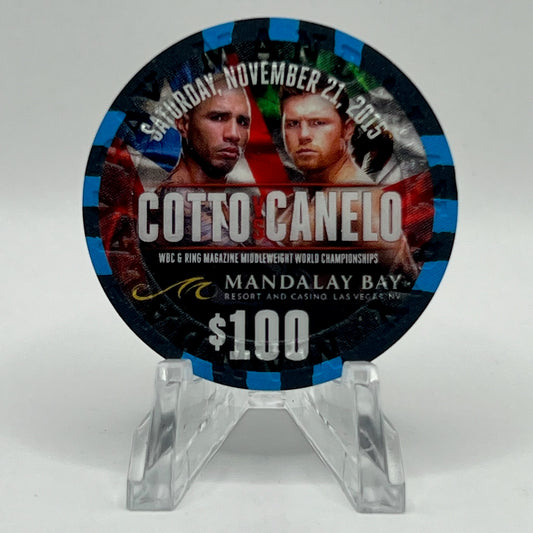 SATURDAY, NOVEMBER 21, 2015
COTTO CANELO
WBC & RING MAGAZINE MIDDLEWEIGHT WORLD CHAMPIONSHIPS
MANDALAY BAY
RESORT AND CASINO, LAS VEGAS, NV
$100